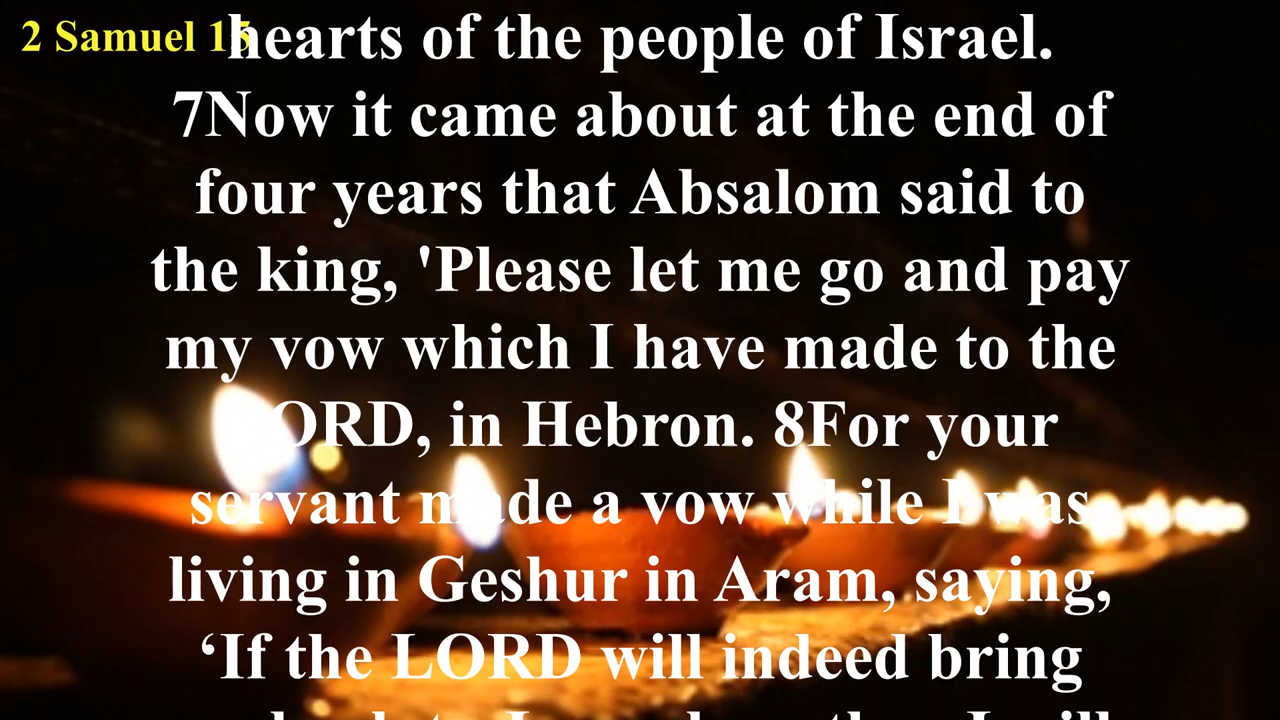 2 Samuel 15
hearts of the people of Israel.
7Now it came about at the end of
four years that Absalom said to
the king, 'Please let me go and pay
my vow which I have made to the
LORD, in Hebron. 8For your
servant made a vow while I was
living in Geshur in Aram, saying,
‘If the LORD will indeed bring